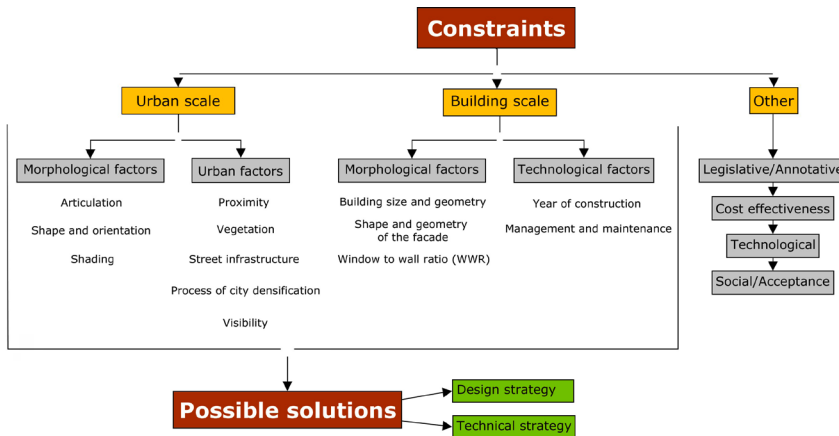 Constraints
Urban scale
Building scale
Other
Morphological factors
Urban factors
Morphological factors
Technological factors
Legislative/Annotative
Articulation
Shape and orientation
Shading
Proximity
Vegetation
Street infrastructure
Process of city densification
Visibility
Building size and geometry
Shape and geometry
of the facade
Window to wall ratio (WWR)
Year of construction
Management and maintenance
Cost effectiveness
Technological
Social/Acceptance
Possible solutions
Design strategy
Technical strategy